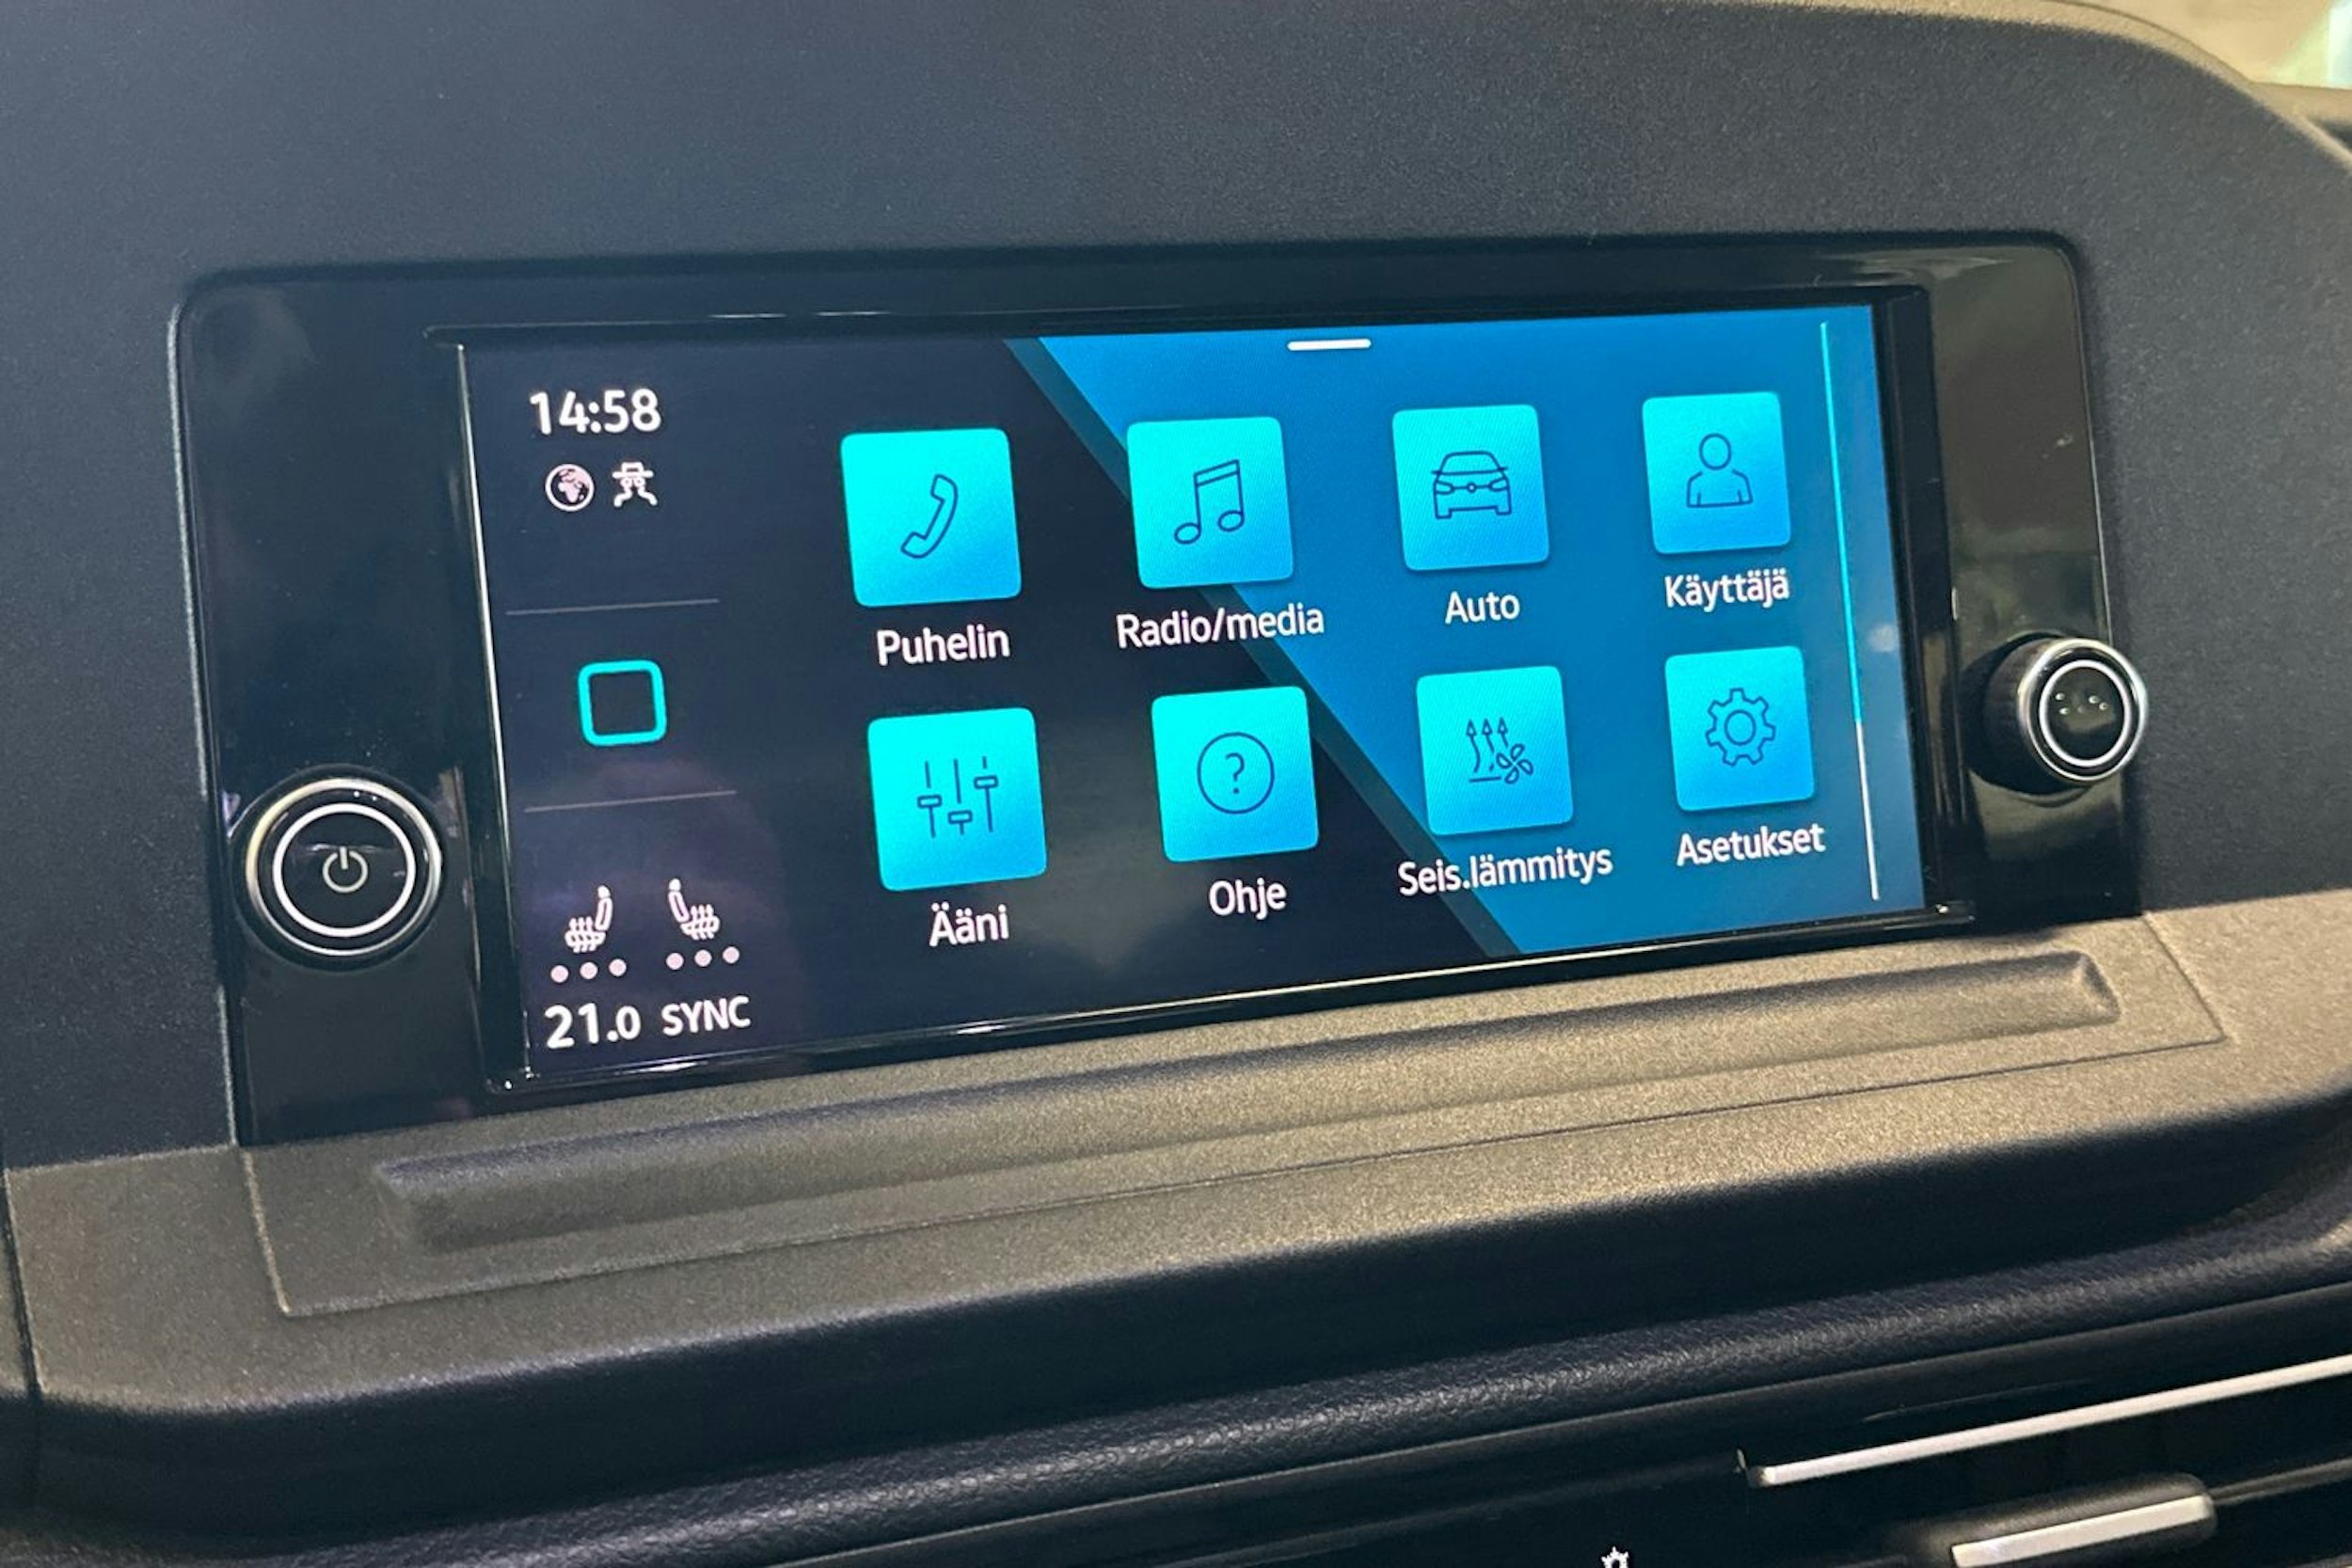 14:58
Puhelin
Radio/media
Auto
Käyttäjä
Ääni
Ohje
Seis.lämmitys
Asetukset
21.0 SYNC